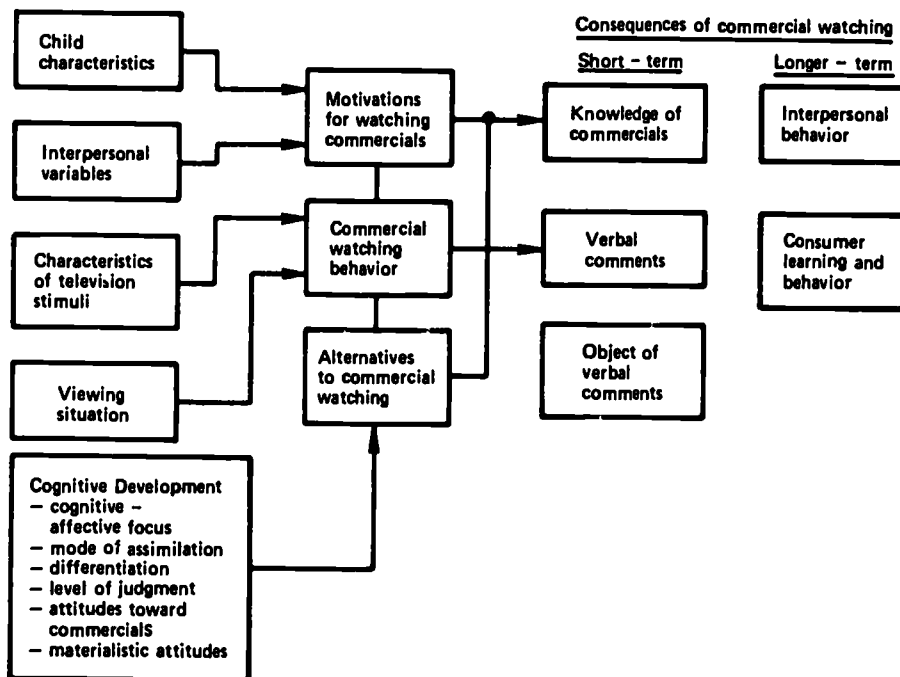 Consequences of commercial watching
Short - term
Longer - term
Child
characteristics
Interpersonal
variables
Characteristics
of television
stimuli
Viewing
situation
Cognitive Development
— cognitive –
affective focus
— mode of assimilation
— differentiation
— level of judgment
— attitudes toward
commercials
— materialistic attitudes
Motivations
for watching
commercials
Commercial
watching
behavior
Alternatives
to commercial
watching
Knowledge of
commercials
Verbal
comments
Object of
verbal
comments
Interpersonal
behavior
Consumer
learning and
behavior